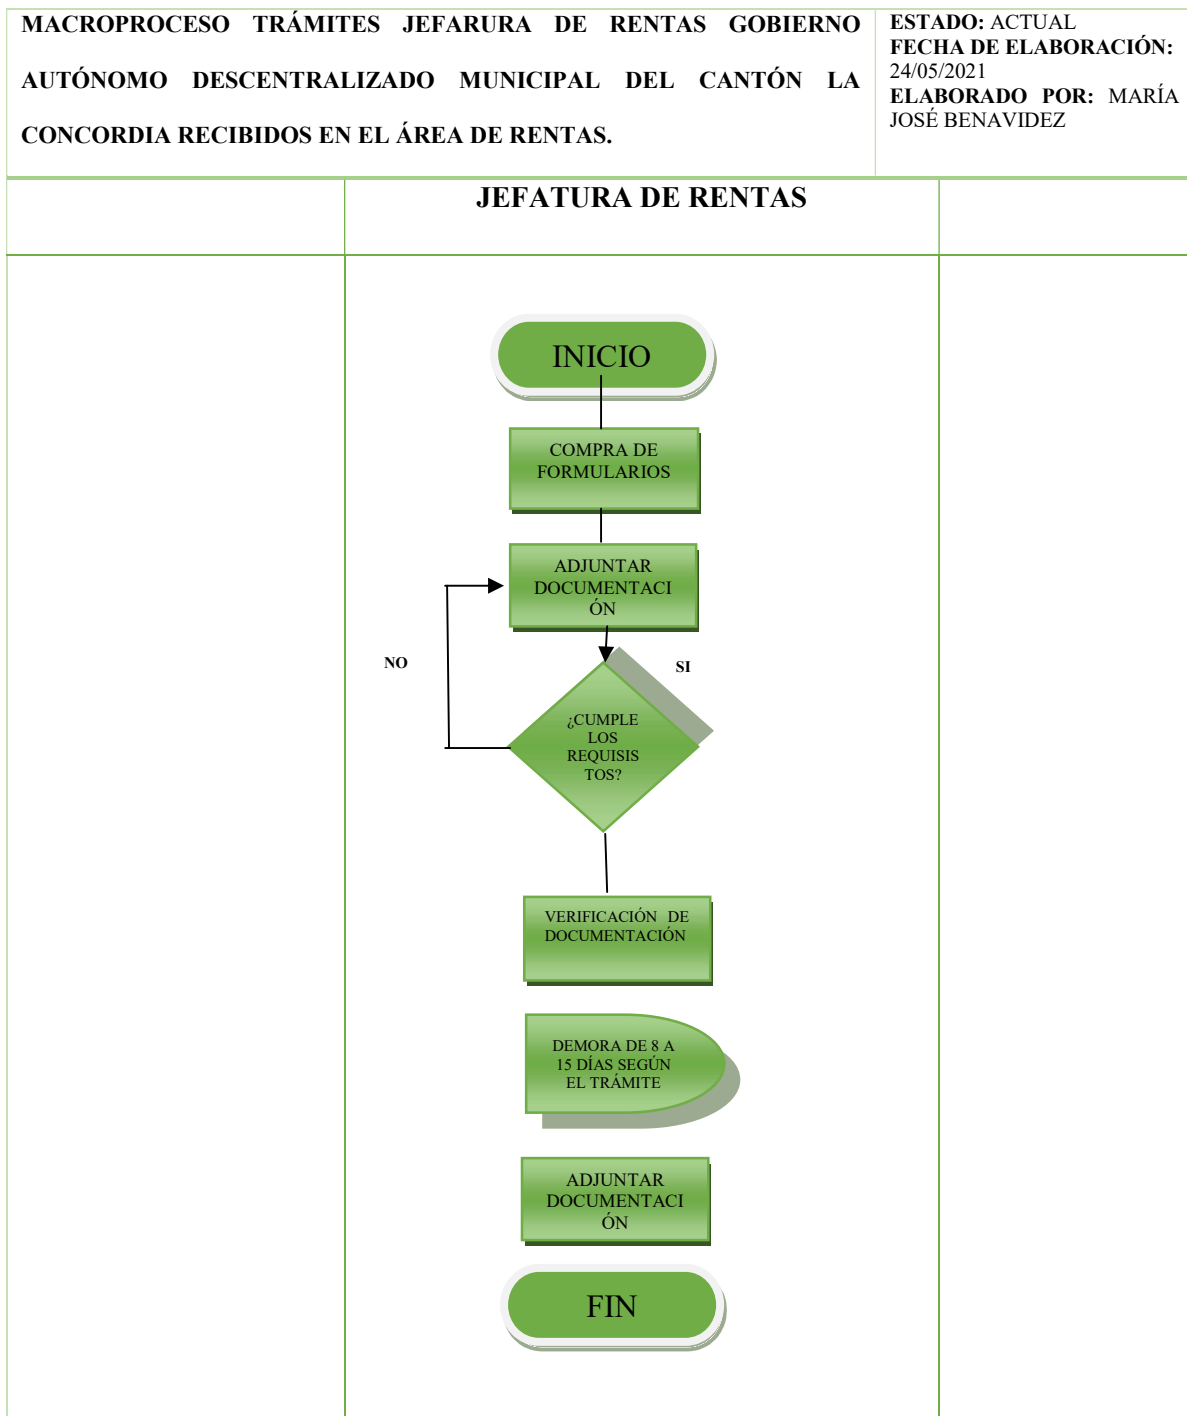 MACROPROCESO TRÁMITES JEFARURA DE RENTAS GOBIERNO
AUTÓNOMO DESCENTRALIZADO MUNICIPAL DEL CANTÓN LA
CONCORDIA RECIBIDOS EN EL ÁREA DE RENTAS.
ESTADO: ACTUAL
FECHA DE ELABORACIÓN:
24/05/2021
ELABORADO POR: MARÍA
JOSÉ BENAVIDEZ
JEFATURA DE RENTAS
INICIO
COMPRA DE
FORMULARIOS
ADJUNTAR
DOCUMENTACI
ÓN
NO
SI
¿CUMPLE
LOS
REQUISIS
TOS?
VERIFICACIÓN DE
DOCUMENTACIÓN
DEMORA DE 8 A
15 DÍAS SEGÚN
EL TRÁMITE
ADJUNTAR
DOCUMENTACI
ÓN
FIN